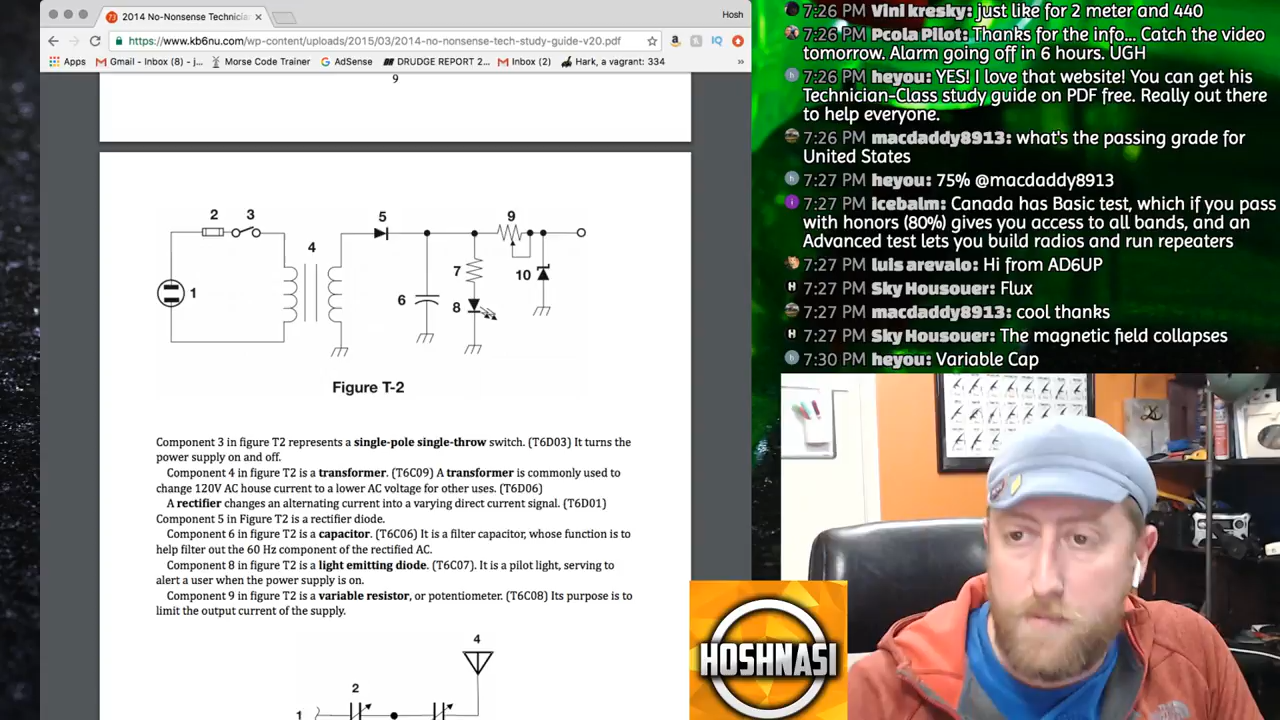 2014 No-Nonsense Technicia
Hosh
https://www.kb6nu.com/wp-content/uploads/2015/03/2014-no-nonsense-tech-study-guide-v20.pdf
Apps
Gmail - Inbox (8) - j...
Morse Code Trainer
AdSense
DRUDGE REPORT 2...
Inbox (2)
Hark, a vagrant: 334
»
9
2
3
5
9
4
7
10
1
6
8
Figure T-2
Component 3 in figure T2 represents a single-pole single-throw switch. (T6D03) It turns the
power supply on and off.
Component 4 in figure T2 is a transformer. (T6C09) A transformer is commonly used to
change 120V AC house current to a lower AC voltage for other uses. (T6D06)
A rectifier changes an alternating current into a varying direct current signal. (T6D01)
Component 5 in Figure T2 is a rectifier diode.
Component 6 in figure T2 is a capacitor. (T6C06) It is a filter capacitor, whose function is to
help filter out the 60 Hz component of the rectified AC.
Component 8 in figure T2 is a light emitting diode. (T6C07). It is a pilot light, serving to
alert a user when the power supply is on.
Component 9 in figure T2 is a variable resistor, or potentiometer. (T6C08) Its purpose is to
limit the output current of the supply.
4
2
1
7:26 PM Vini kresky: just like for 2 meter and 440
7:26 PM Pcola Pilot: Thanks for the info... Catch the video
tomorrow. Alarm going off in 6 hours. UGH
7:26 PM heyou: YES! I love that website! You can get his
Technician-Class study guide on PDF free. Really out there
to help everyone.
7:26 PM macdaddy8913: what's the passing grade for
United States
7:27 PM heyou: 75% @macdaddy8913
7:27 PM icebalm: Canada has Basic test, which if you pass
with honors (80%) gives you access to all bands, and an
Advanced test lets you build radios and run repeaters
7:27 PM luis arevalo: Hi from AD6UP
7:27 PM Sky Housouer: Flux
7:27 PM macdaddy8913: cool thanks
7:27 PM Sky Housouer: The magnetic field collapses
7:30 PM heyou: Variable Cap
HOSHNASI